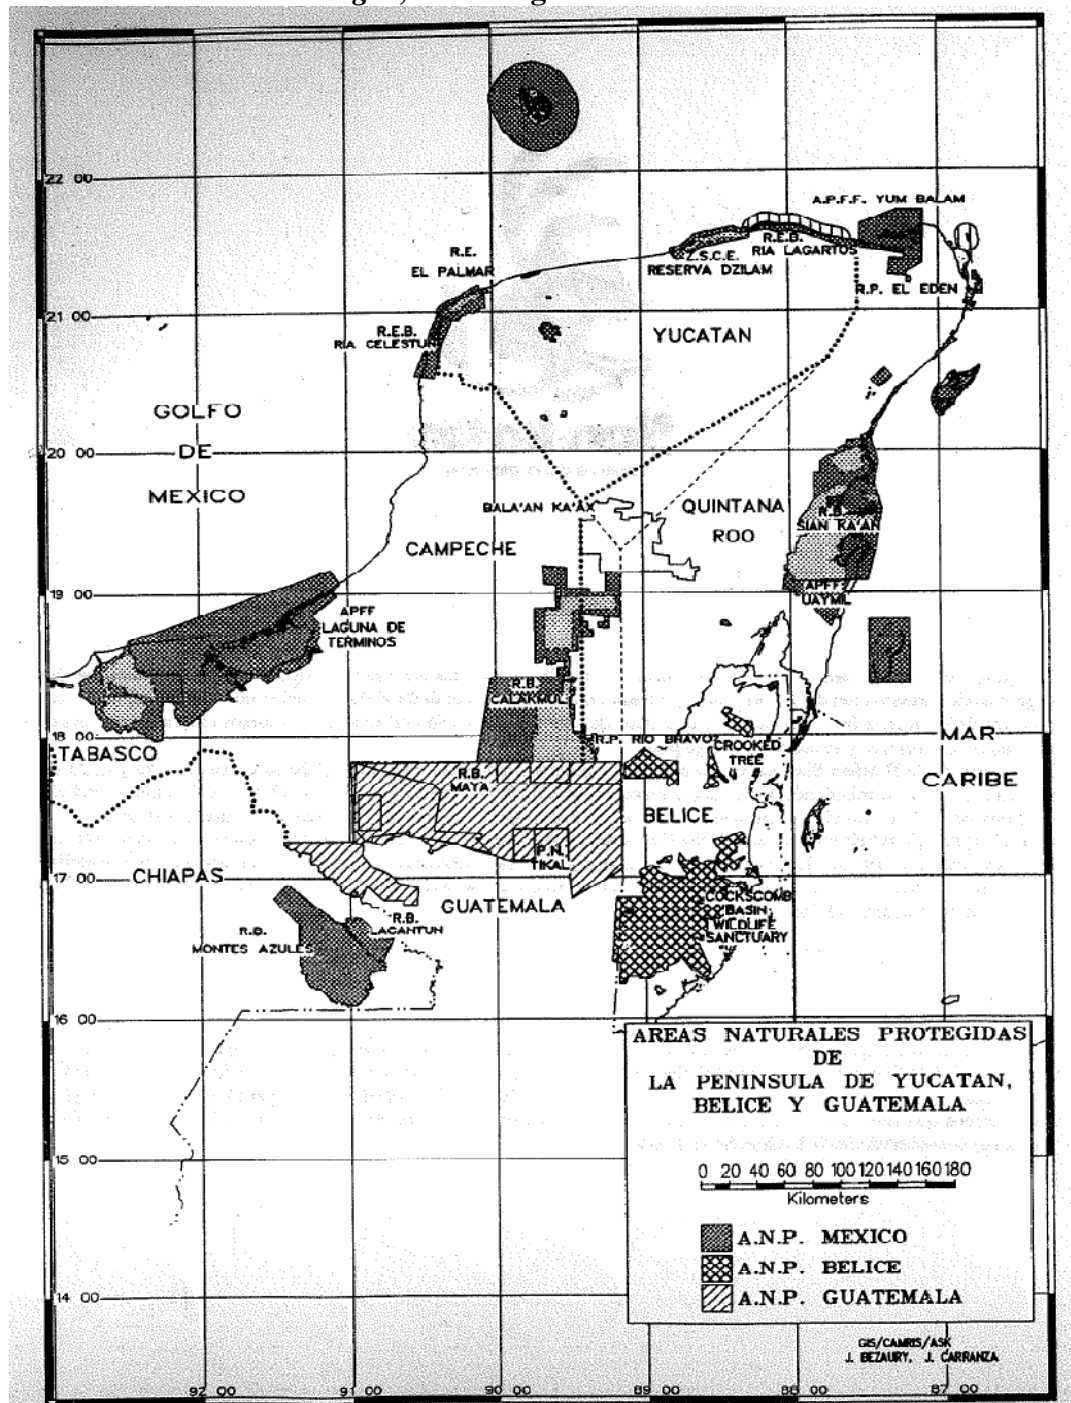 22 00
A.P.F.F. YUM BALAM
R.E.
EL PALMAR
R.E.B.
RIA LAGARTOS
Z.S.C.E.
RESERVA DZILAM
R.P. EL EDEN
21 00
R.E.B.
RIA CELESTUN
YUCATAN
GOLFO
DE
MEXICO
20 00
BALA'AN KA'AX
QUINTANA
ROO
R.B.
SIAN KA'AN
CAMPECHE
19 00
APFF
UAYMIL
APFF
LAGUNA DE
TERMINOS
R.B.
CALAKMUL
18 00
TABASCO
R.P. RIO BRAVO
CROOKED
TREE
MAR
CARIBE
R.B.
MAYA
BELICE
P.N.
TIKAL
17 00
CHIAPAS
GUATEMALA
COCKSCOMB
BASIN
WILDLIFE
SANCTUARY
R.B.
LACANTUN
MONTES AZULES
16 00
AREAS NATURALES PROTEGIDAS
DE
LA PENINSULA DE YUCATAN,
BELICE Y GUATEMALA
15 00
0 20 40 60 80 100 120 140 160 180
Kilometers
A.N.P. MEXICO
A.N.P. BELICE
A.N.P. GUATEMALA
14 00
GIS/CAMRIS/ASK
J. BEZAURY, J. CARRANZA
92 00
91 00
90 00
89 00
88 00
87 00